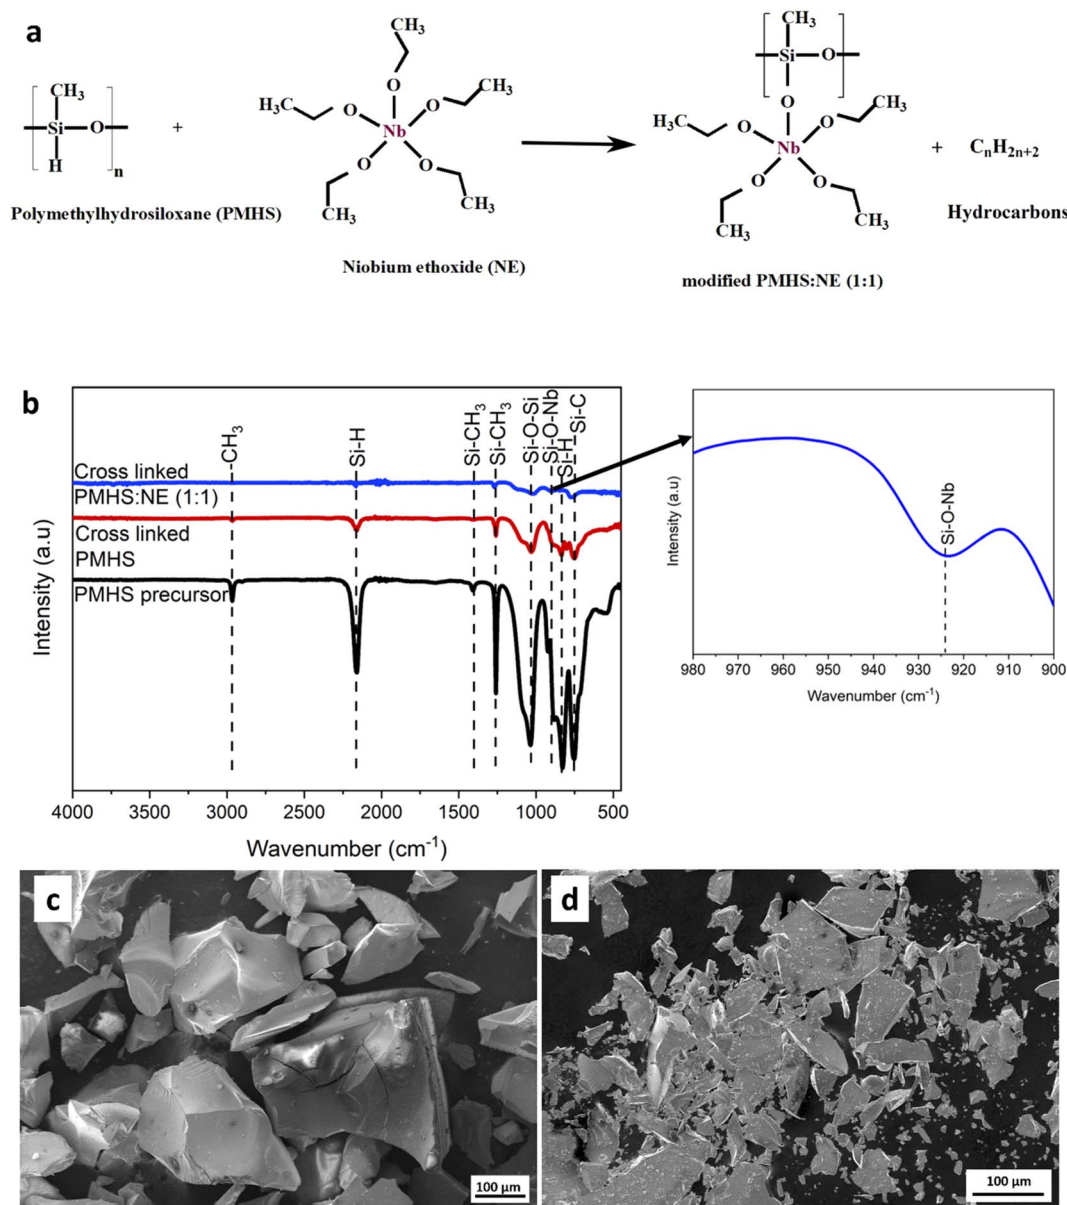 a
CH₃
Si
O
H
n
Polymethylhydrosiloxane (PMHS)
+
CH₃
H₃C
O
O
O
CH₃
Nb
O
O
CH₃
CH₃
Niobium ethoxide (NE)
CH₃
Si
O
O
H₃C
O
O
CH₃
Nb
O
O
CH₃
CH₃
modified PMHS:NE (1:1)
+ CₙH₂ₙ₊₂
Hydrocarbons
b
CH₃
Si-H
Si-CH₃
Si-CH₃
Si-O-Si
Si-O-Nb
Si-H
Si-C
Cross linked
PMHS:NE (1:1)
Cross linked
PMHS
PMHS precursor
Intensity (a.u)
4000 3000 2500 2000 1500 1000 500
Wavenumber (cm⁻¹)
Si-O-Nb
Intensity (a.u)
980 970 960 950 940 930 920 910 900
Wavenumber (cm⁻¹)
c
100 µm
d
100 µm